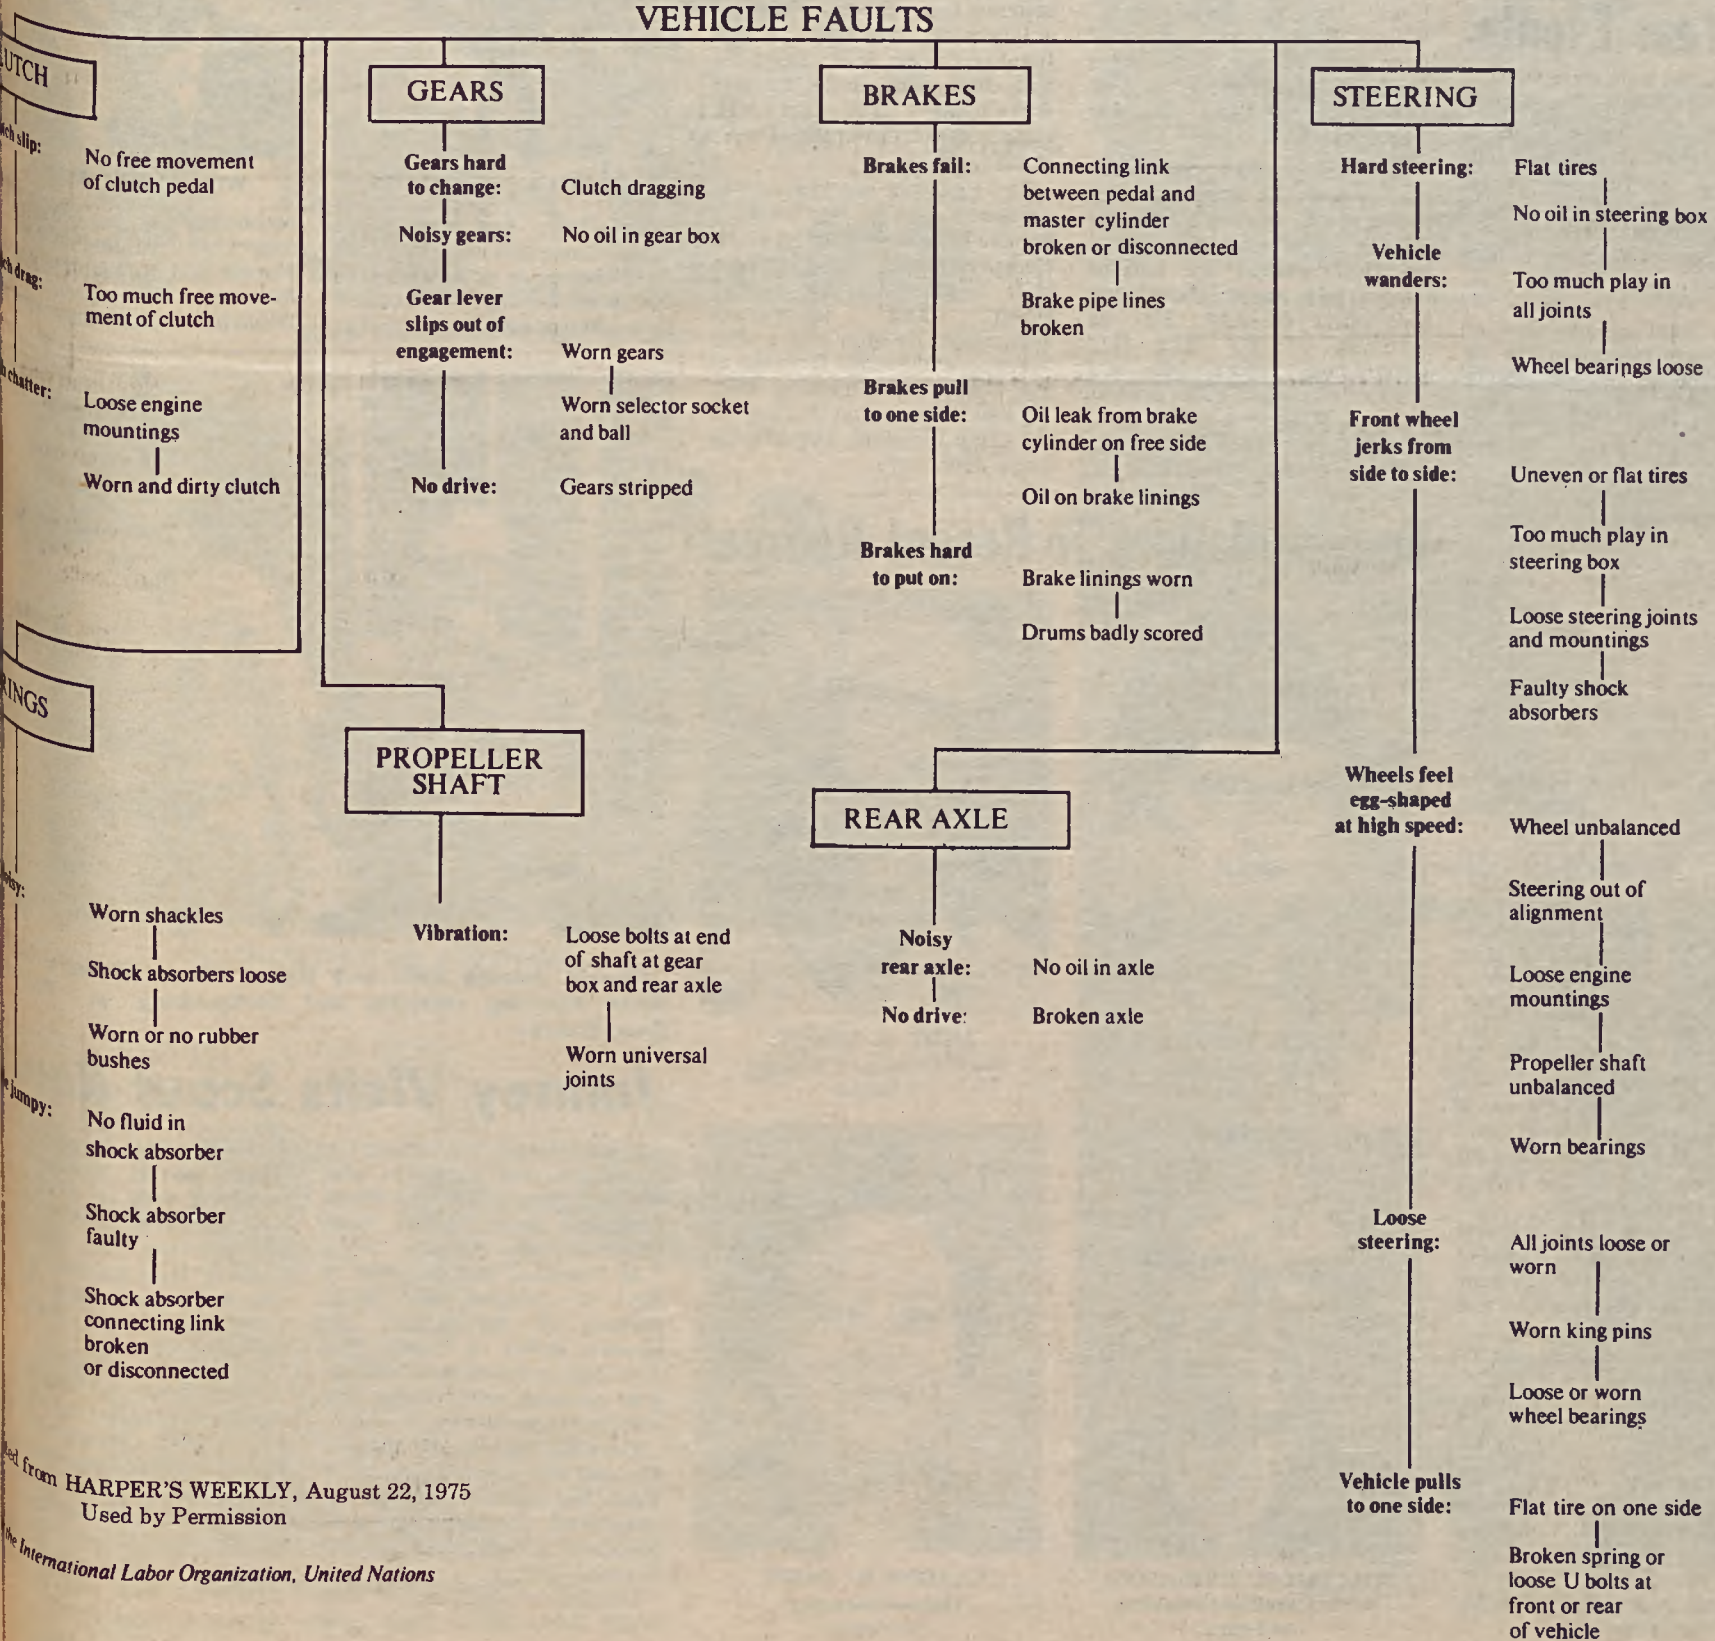 VEHICLE FAULTS
No free movement
of clutch pedal
Too much free move-
ment of clutch
Loose engine
mountings
Worn and dirty clutch
Worn shackles
Shock absorbers loose
Worn or no rubber
bushes
jumpy:
No fluid in
shock absorber
Shock absorber
faulty
Shock absorber
connecting link
broken
or disconnected
GEARS
Gears hard
to change: Clutch dragging
Noisy gears: No oil in gear box
Gear lever
slips out of
engagement: Worn gears
Worn selector socket
and ball
No drive: Gears stripped
PROPELLER
SHAFT
Vibration: Loose bolts at end
of shaft at gear
box and rear axle
Worn universal
joints
BRAKES
Brakes fail: Connecting link
between pedal and
master cylinder
broken or disconnected
Brake pipe lines
broken
Brakes pull
to one side: Oil leak from brake
cylinder on free side
Oil on brake linings
Brakes hard
to put on: Brake linings worn
Drums badly scored
REAR AXLE
Noisy
rear axle: No oil in axle
No drive: Broken axle
STEERING
Hard steering: Flat tires
No oil in steering box
Vehicle
wanders: Too much play in
all joints
Wheel bearings loose
Front wheel
jerks from
side to side: Uneven or flat tires
Too much play in
steering box
Loose steering joints
and mountings
Faulty shock
absorbers
Wheels feel
egg-shaped
at high speed: Wheel unbalanced
Steering out of
alignment
Loose engine
mountings
Propeller shaft
unbalanced
Worn bearings
Loose
steering: All joints loose or
worn
Worn king pins
Loose or worn
wheel bearings
Vehicle pulls
to one side: Flat tire on one side
Broken spring or
loose U bolts at
front or rear
of vehicle
from HARPER'S WEEKLY, August 22, 1975
Used by Permission
the International Labor Organization, United Nations